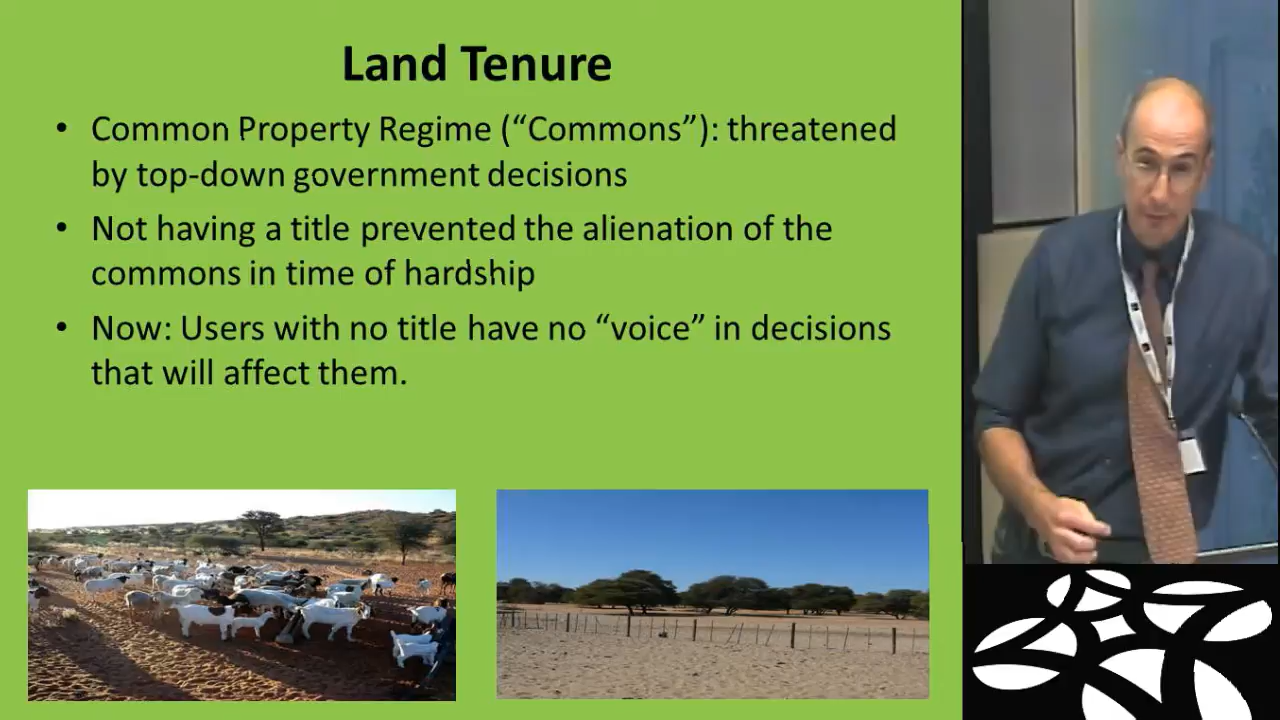 Land Tenure
• Common Property Regime (“Commons”): threatened
by top-down government decisions
• Not having a title prevented the alienation of the
commons in time of hardship
• Now: Users with no title have no “voice” in decisions
that will affect them.